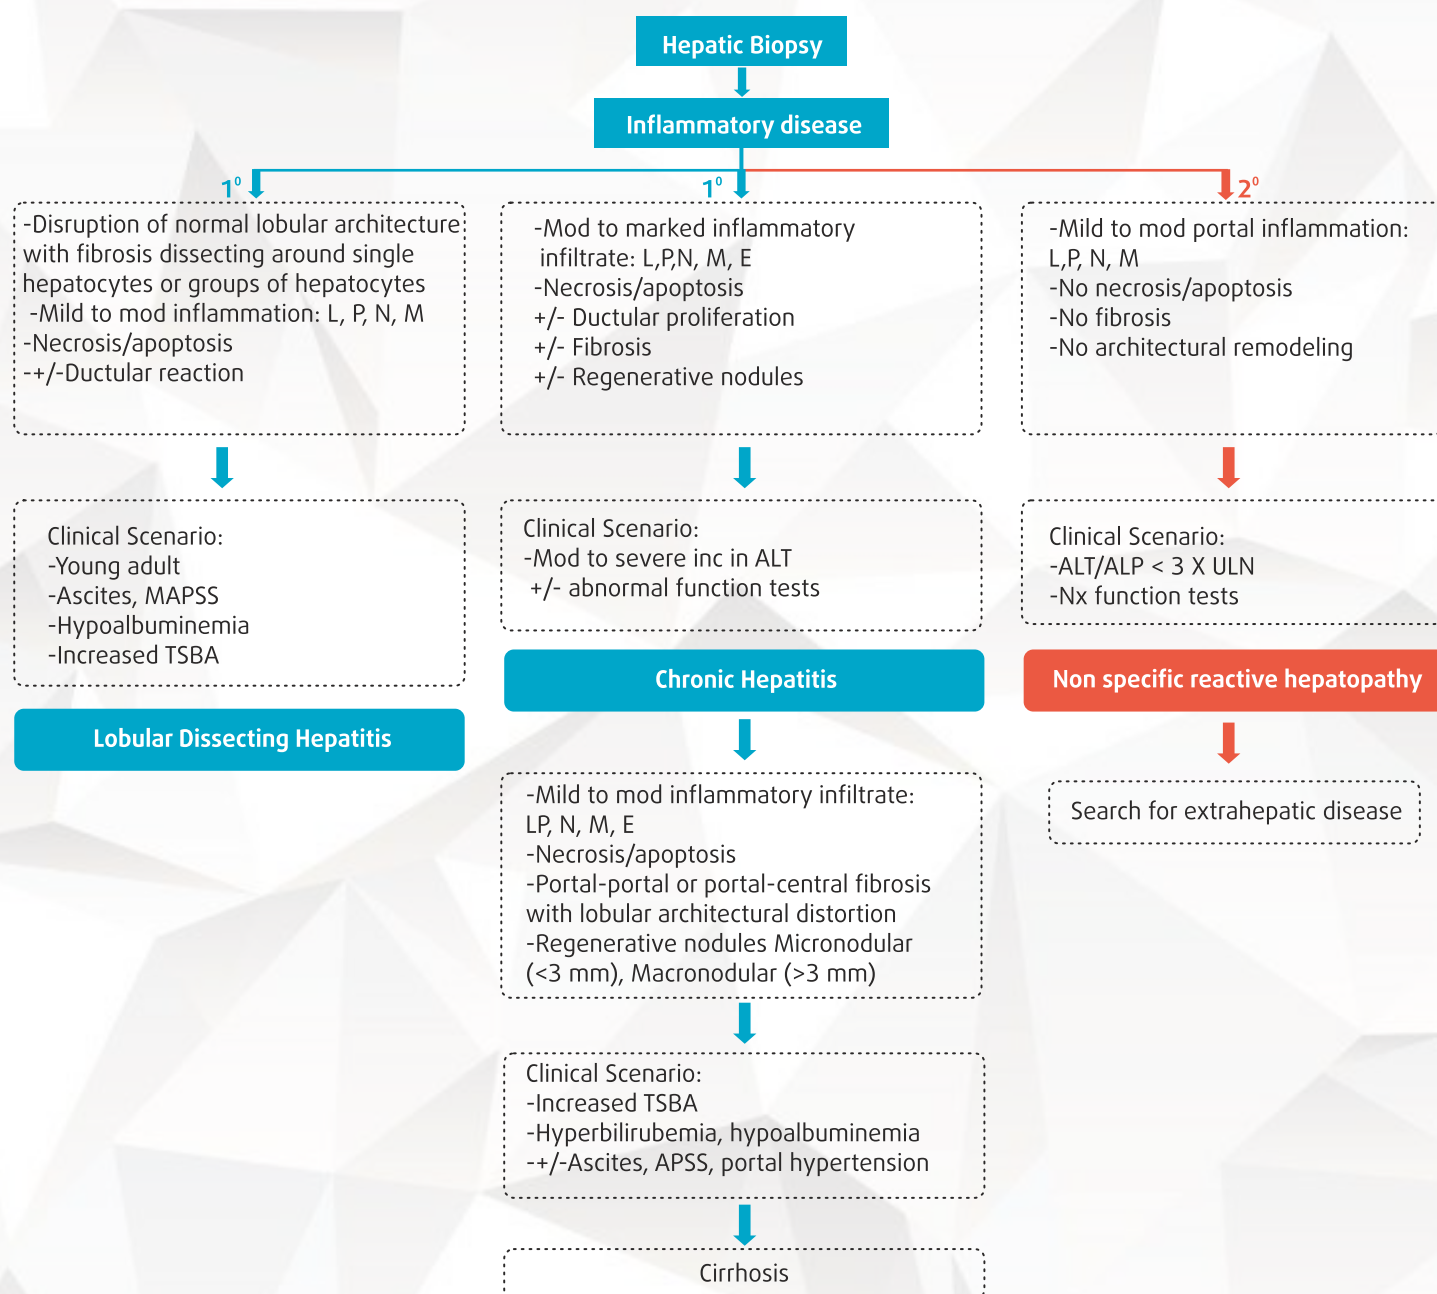 Hepatic Biopsy
Inflammatory disease
1⁰
1⁰
2⁰
-Disruption of normal lobular architecture
with fibrosis dissecting around single
hepatocytes or groups of hepatocytes
-Mild to mod inflammation: L, P, N, M
-Necrosis/apoptosis
-+/-Ductular reaction
-Mod to marked inflammatory
infiltrate: L,P,N, M, E
-Necrosis/apoptosis
+/- Ductular proliferation
+/- Fibrosis
+/- Regenerative nodules
-Mild to mod portal inflammation:
L,P, N, M
-No necrosis/apoptosis
-No fibrosis
-No architectural remodeling
Clinical Scenario:
-Young adult
-Ascites, MAPSS
-Hypoalbuminemia
-Increased TSBA
Clinical Scenario:
-Mod to severe inc in ALT
+/- abnormal function tests
Clinical Scenario:
-ALT/ALP < 3 X ULN
-Nx function tests
Lobular Dissecting Hepatitis
Chronic Hepatitis
Non specific reactive hepatopathy
-Mild to mod inflammatory infiltrate:
LP, N, M, E
-Necrosis/apoptosis
-Portal-portal or portal-central fibrosis
with lobular architectural distortion
-Regenerative nodules Micronodular
(<3 mm), Macronodular (>3 mm)
Search for extrahepatic disease
Clinical Scenario:
-Increased TSBA
-Hyperbilirubemia, hypoalbuminemia
-+/-Ascites, APSS, portal hypertension
Cirrhosis